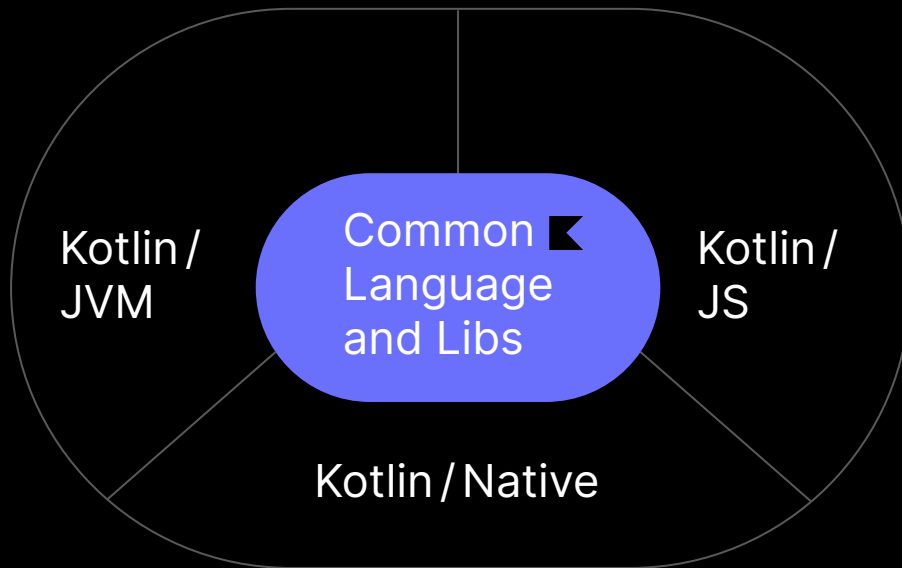 Common
Language
and Libs
Kotlin/
JVM
Kotlin/
JS
Kotlin/Native